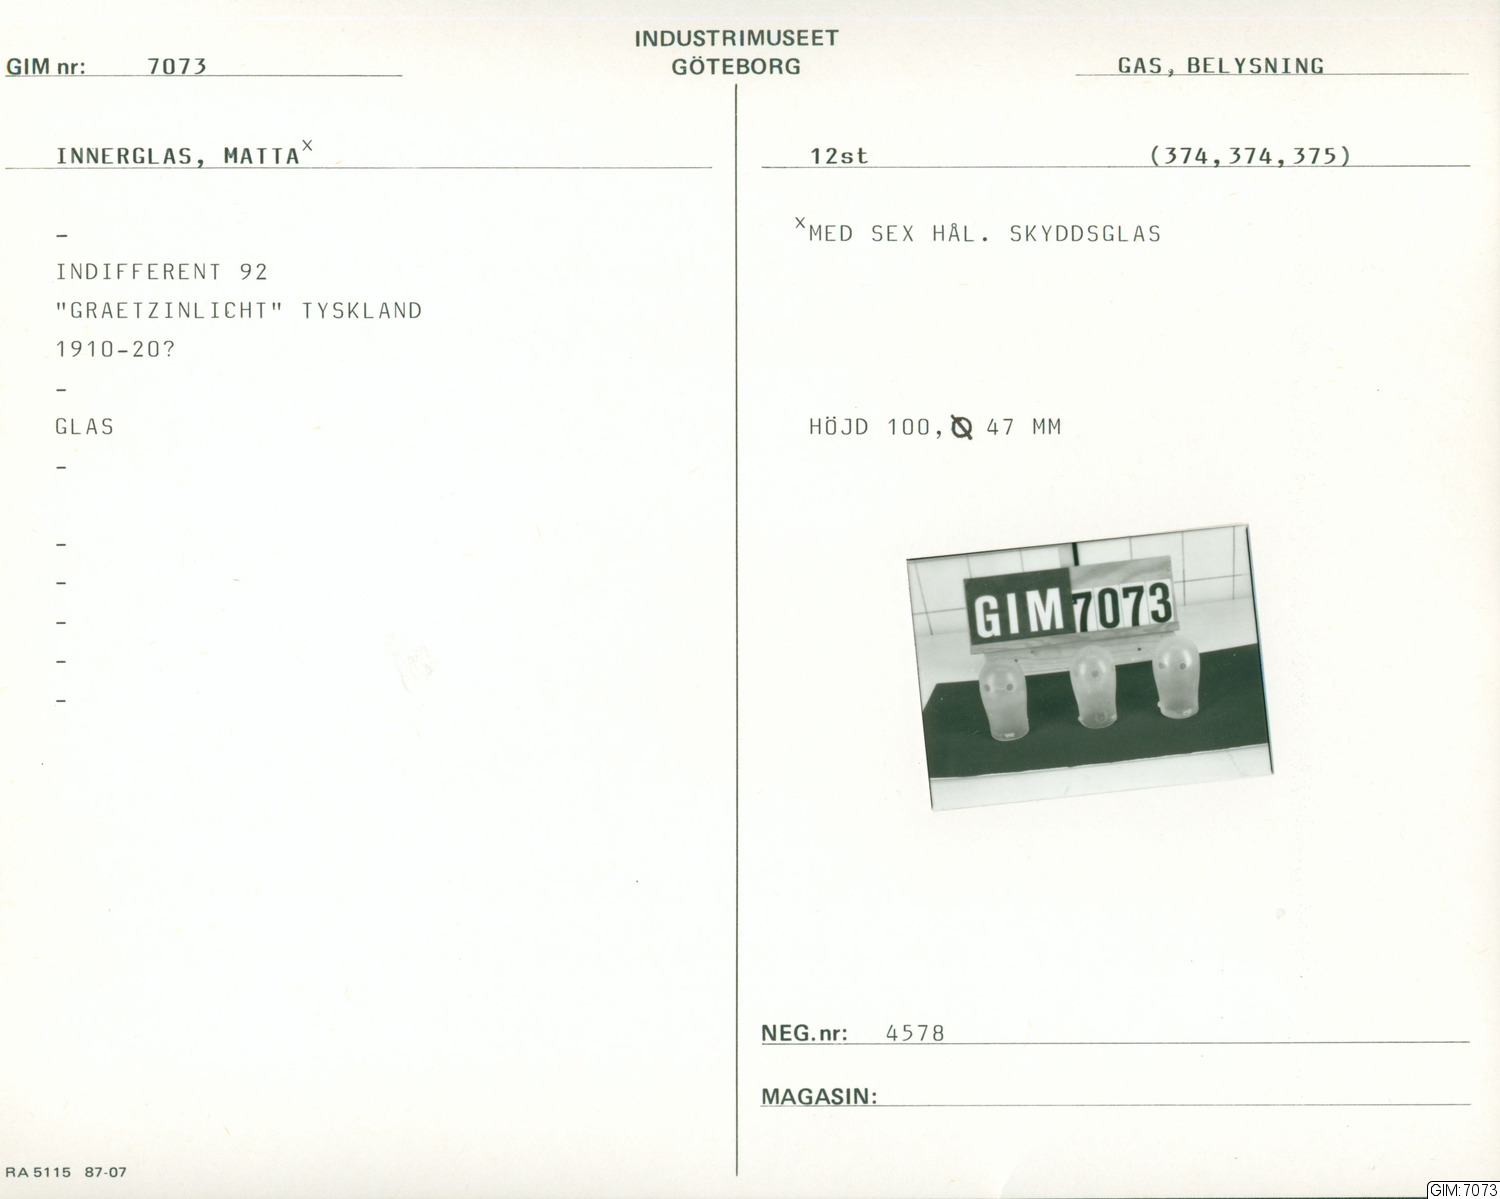 INDUSTRIMUSEET
GÖTEBORG
GIM nr: 7073
GAS, BELYSNING
INNERGLAS, MATTAx
12st (374,374,375)
-
INDIFFERENT 92
"GRAETZINLICHT" TYSKLAND
1910-20?
-
GLAS
-
-
-
-
-
-
xMED SEX HÅL. SKYDDSGLAS
HÖJD 100,Ø 47 MM
GIM 7073
NEG.nr: 4578
MAGASIN:
RA 5115 87-07
GIM:7073